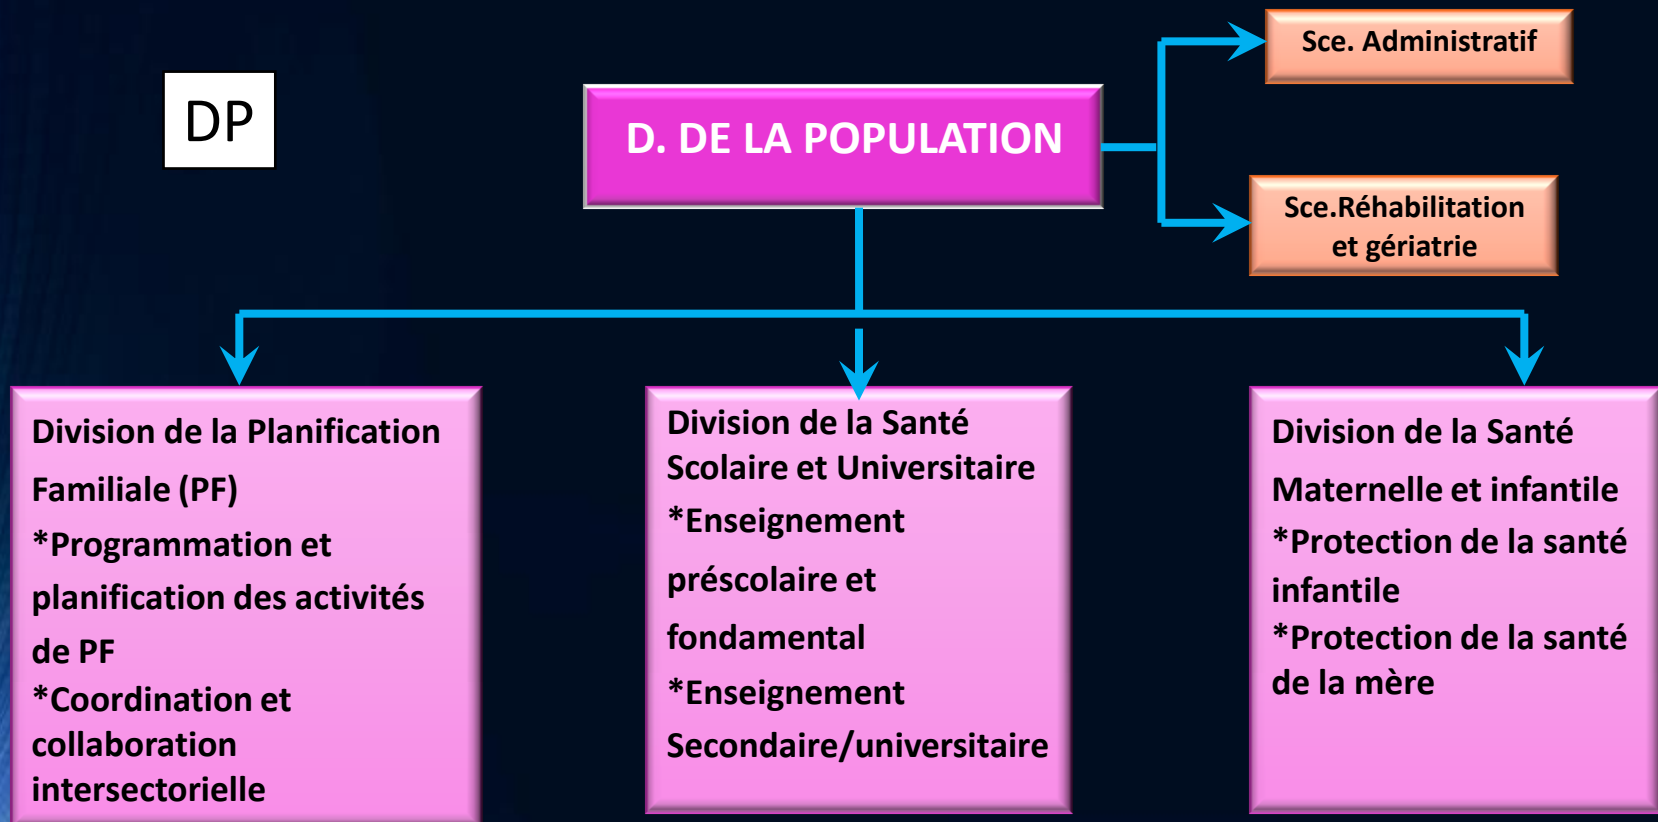 DP
D. DE LA POPULATION
Sce. Administratif
Sce.Réhabilitation
et gériatrie
Division de la Planification
Familiale (PF)
*Programmation et
planification des activités
de PF
*Coordination et
collaboration
intersectorielle
Division de la Santé
Scolaire et Universitaire
*Enseignement
préscolaire et
fondamental
*Enseignement
Secondaire/universitaire
Division de la Santé
Maternelle et infantile
*Protection de la santé
infantile
*Protection de la santé
de la mère